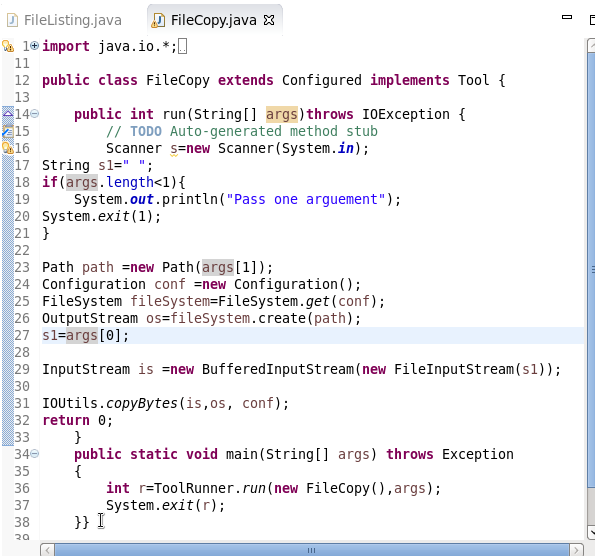 FileListing.java FileCopy.java
1 import java.io.*;
11
12 public class FileCopy extends Configured implements Tool {
13
14 public int run(String[] args)throws IOException {
15 // TODO Auto-generated method stub
16 Scanner s=new Scanner(System.in);
17 String s1=" ";
18 if(args.length<1){
19 System.out.println("Pass one arguement");
20 System.exit(1);
21 }
22
23 Path path =new Path(args[1]);
24 Configuration conf =new Configuration();
25 FileSystem fileSystem=FileSystem.get(conf);
26 OutputStream os=fileSystem.create(path);
27 s1=args[0];
28
29 InputStream is =new BufferedInputStream(new FileInputStream(s1));
30
31 IOUtils.copyBytes(is,os, conf);
32 return 0;
33 }
34 public static void main(String[] args) throws Exception
35 {
36 int r=ToolRunner.run(new FileCopy(),args);
37 System.exit(r);
38 }}
39